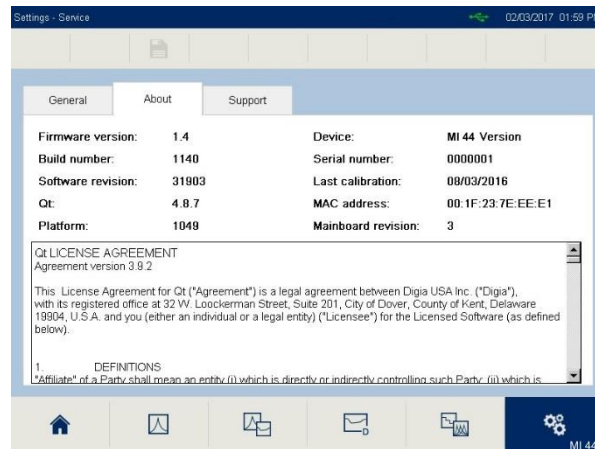 Settings - Service
02/03/2017 01:59 P
General
About
Support
Firmware version: 1.4
Build number: 1140
Software revision: 31903
Qt: 4.8.7
Platform: 1049
Device: MI 44 Version
Serial number: 0000001
Last calibration: 08/03/2016
MAC address: 00:1F:23:7E:EE:E1
Mainboard revision: 3
Qt LICENSE AGREEMENT
Agreement version 3.9.2
This License Agreement for Qt ("Agreement") is a legal agreement between Digia USA Inc. ("Digia"),
with its registered office at 32 W. Loockerman Street, Suite 201, City of Dover, County of Kent, Delaware
19904, U.S.A. and you (either an individual or a legal entity) ("Licensee") for the Licensed Software (as defined
below).
1. DEFINITIONS
"Affiliate" of a Party shall mean an entity (i) which is directly or indirectly controlling such Party; (ii) which is
D
MI 44